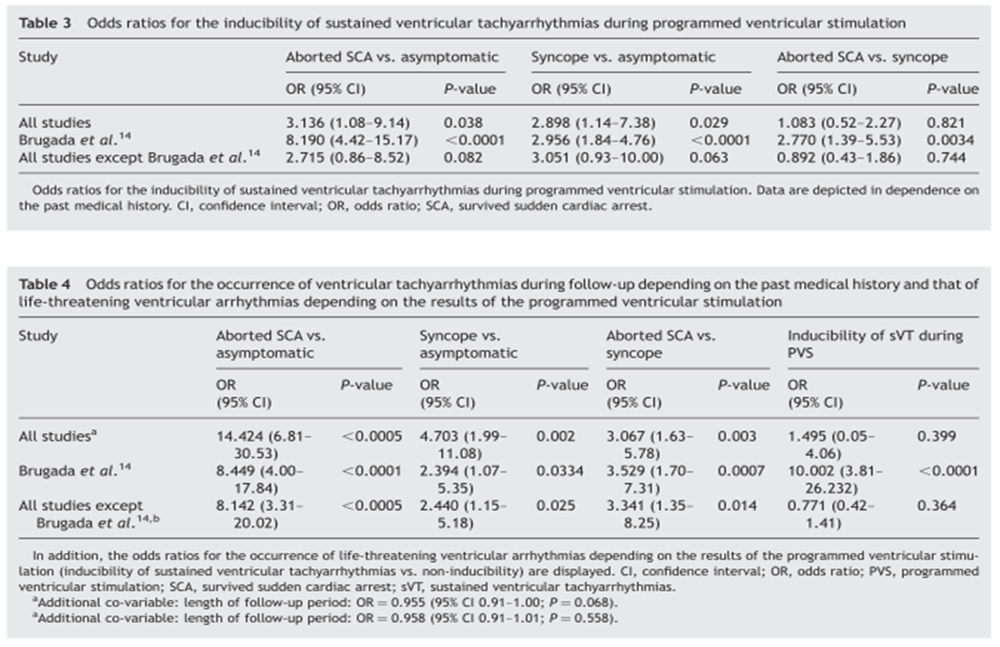 Table 3 Odds ratios for the inducibility of sustained ventricular tachyarrhythmias during programmed ventricular stimulation
Study Aborted SCA vs. asymptomatic Syncope vs. asymptomatic Aborted SCA vs. syncope
OR (95% CI) P-value OR (95% CI) P-value OR (95% CI) P-value
All studies 3.136 (1.08–9.14) 0.038 2.898 (1.14–7.38) 0.029 1.083 (0.52–2.27) 0.821
Brugada et al.14 8.190 (4.42–15.17) <0.0001 2.956 (1.84–4.76) <0.0001 2.770 (1.39–5.53) 0.0034
All studies except Brugada et al.14 2.715 (0.86–8.52) 0.082 3.051 (0.93–10.00) 0.063 0.892 (0.43–1.86) 0.744
Odds ratios for the inducibility of sustained ventricular tachyarrhythmias during programmed ventricular stimulation. Data are depicted in dependence on
the past medical history. CI, confidence interval; OR, odds ratio; SCA, survived sudden cardiac arrest.
Table 4 Odds ratios for the occurrence of ventricular tachyarrhythmias during follow-up depending on the past medical history and that of
life-threatening ventricular arrhythmias depending on the results of the programmed ventricular stimulation
Study Aborted SCA vs. Syncope vs. Aborted SCA vs. Inducibility of sVT during
asymptomatic asymptomatic syncope PVS
OR P-value OR P-value OR P-value OR P-value
(95% CI) (95% CI) (95% CI) (95% CI)
All studiesa 14.424 (6.81– <0.0005 4.703 (1.99– 0.002 3.067 (1.63– 0.003 1.495 (0.05– 0.399
30.53) 11.08) 5.78) 4.06)
Brugada et al.14 8.449 (4.00– <0.0001 2.394 (1.07– 0.0334 3.529 (1.70– 0.0007 10.002 (3.81– <0.0001
17.84) 5.35) 7.31) 26.232)
All studies except 8.142 (3.31– <0.0005 2.440 (1.15– 0.025 3.341 (1.35– 0.014 0.771 (0.42– 0.364
Brugada et al.14,b 20.02) 5.18) 8.25) 1.41)
In addition, the odds ratios for the occurrence of life-threatening ventricular arrhythmias depending on the results of the programmed ventricular stimu-
lation (inducibility of sustained ventricular tachyarrhythmias vs. non-inducibility) are displayed. CI, confidence interval; OR, odds ratio; PVS, programmed
ventricular stimulation; SCA, survived sudden cardiac arrest; sVT, sustained ventricular tachyarrhythmias.
aAdditional co-variable: length of follow-up period: OR = 0.955 (95% CI 0.91–1.00; P = 0.068).
aAdditional co-variable: length of follow-up period: OR = 0.958 (95% CI 0.91–1.01; P = 0.558).